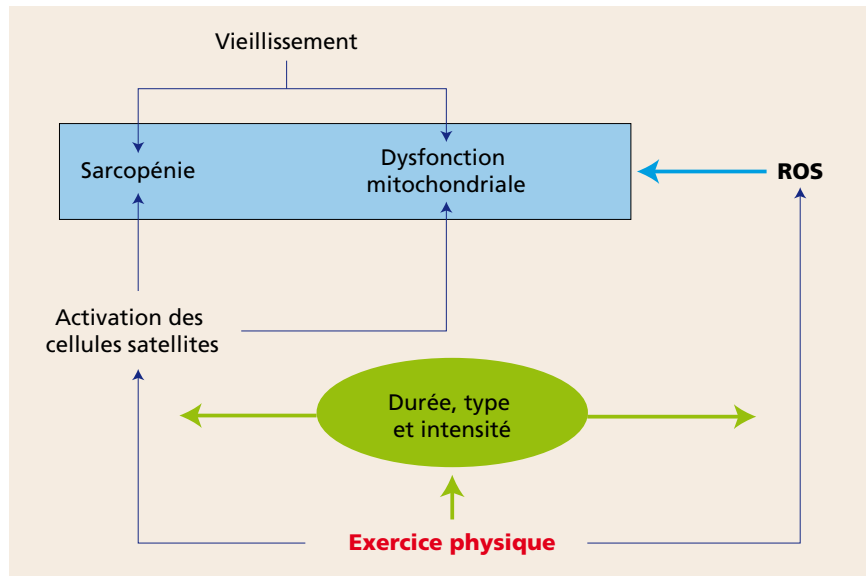 Vieillissement
Sarcopénie
Dysfonction
mitochondriale
ROS
Activation des
cellules satellites
Durée, type
et intensité
Exercice physique